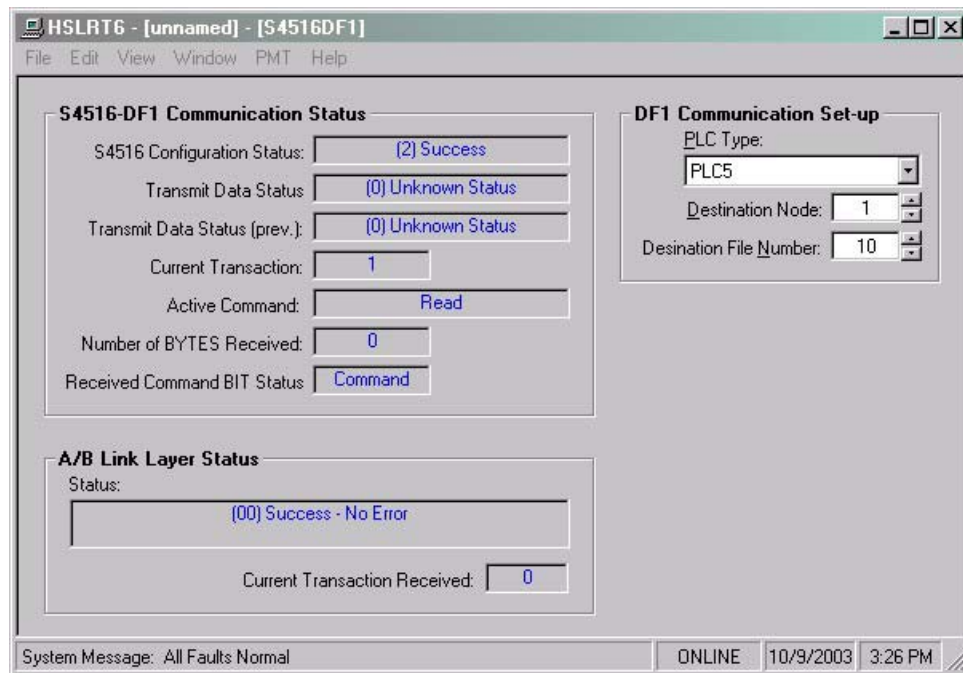 HSLRT6 - [unnamed] - [S4516DF1]
File Edit View Window PMT Help
S4516-DF1 Communication Status
S4516 Configuration Status: (2) Success
Transmit Data Status (0) Unknown Status
Transmit Data Status (prev.): (0) Unknown Status
Current Transaction: 1
Active Command: Read
Number of BYTES Received: 0
Received Command BIT Status Command
DF1 Communication Set-up
PLC Type:
PLC5
Destination Node: 1
Desination File Number: 10
A/B Link Layer Status
Status:
(00) Success - No Error
Current Transaction Received: 0
System Message: All Faults Normal ONLINE 10/9/2003 3:26 PM